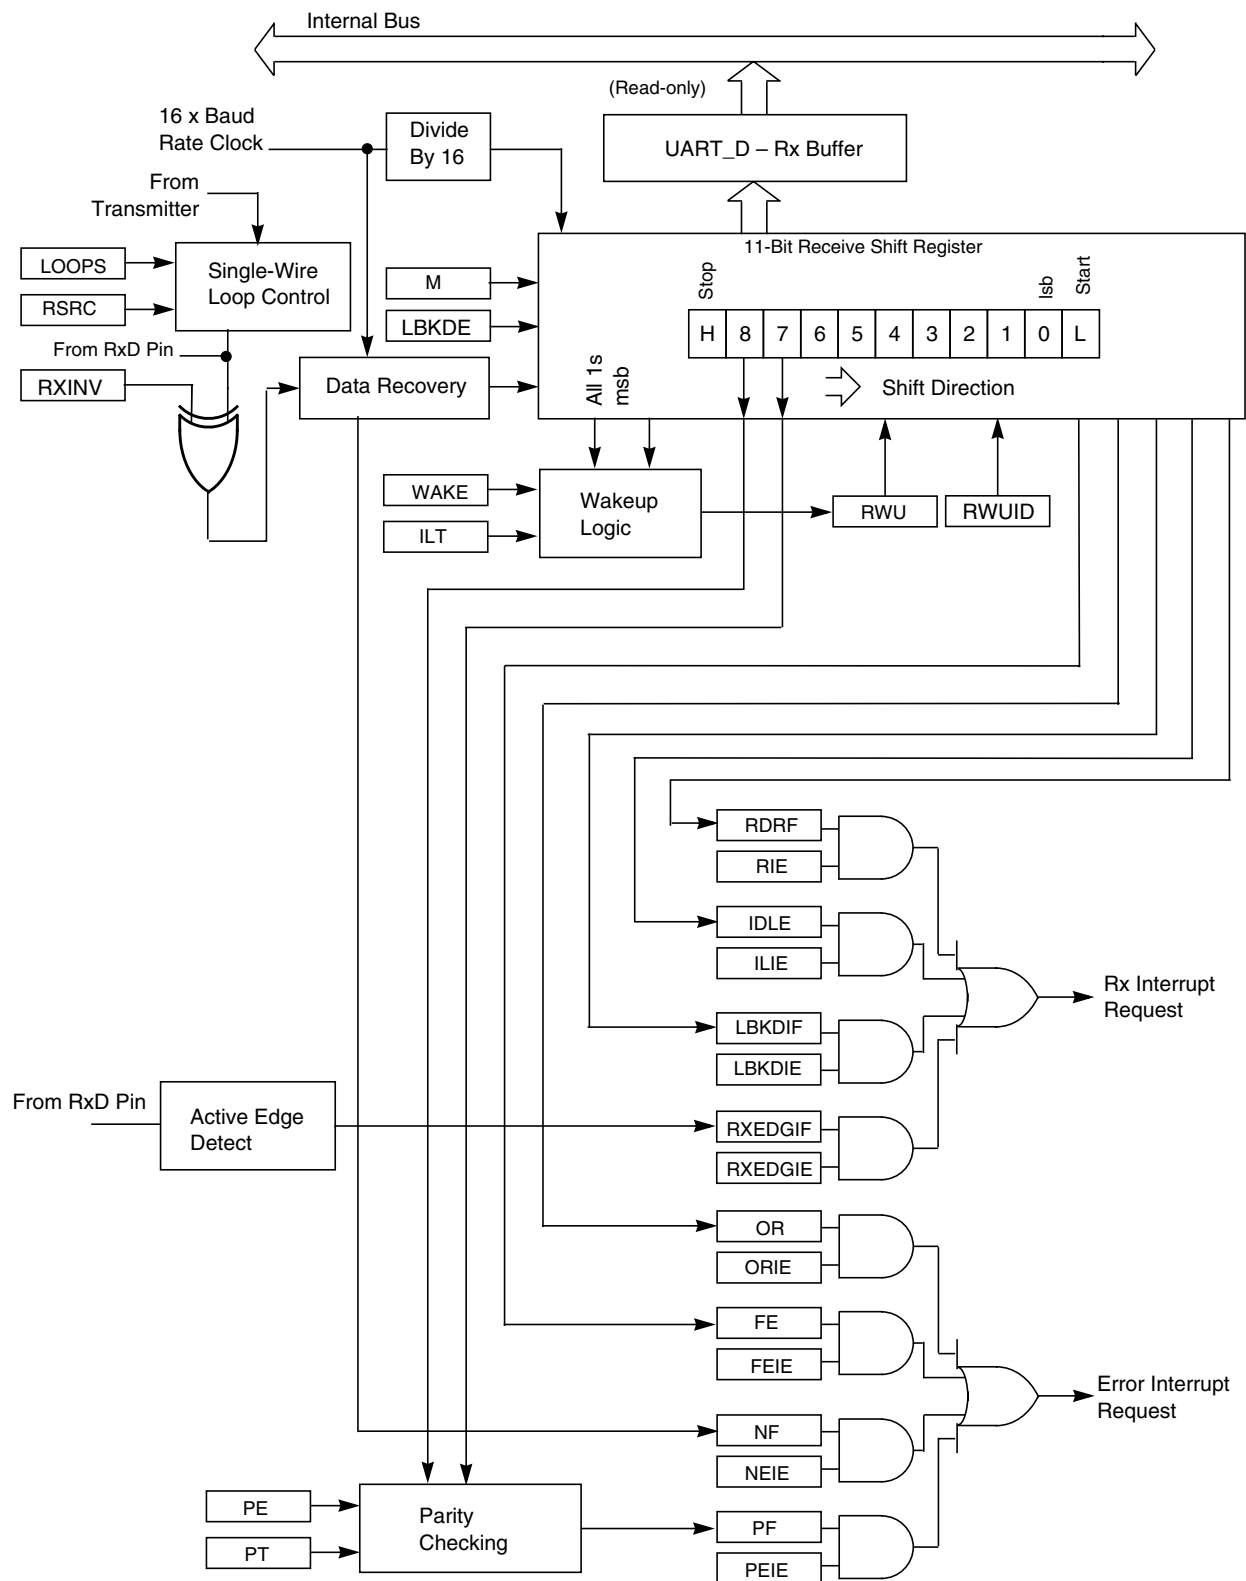 Internal Bus
(Read-only)
16 x Baud
Rate Clock
Divide
By 16
UART_D – Rx Buffer
From
Transmitter
11-Bit Receive Shift Register
LOOPS
RSRC
Single-Wire
Loop Control
M
LBKDE
Stop
lsb
Start
H 8 7 6 5 4 3 2 1 0 L
From RxD Pin
RXINV
Data Recovery
All 1s
msb
Shift Direction
WAKE
ILT
Wakeup
Logic
RWU
RWUID
RDRF
RIE
IDLE
ILIE
Rx Interrupt
Request
LBKDIF
LBKDIE
From RxD Pin
Active Edge
Detect
RXEDGIF
RXEDGIE
OR
ORIE
FE
FEIE
Error Interrupt
Request
NF
NEIE
PE
PT
Parity
Checking
PF
PEIE